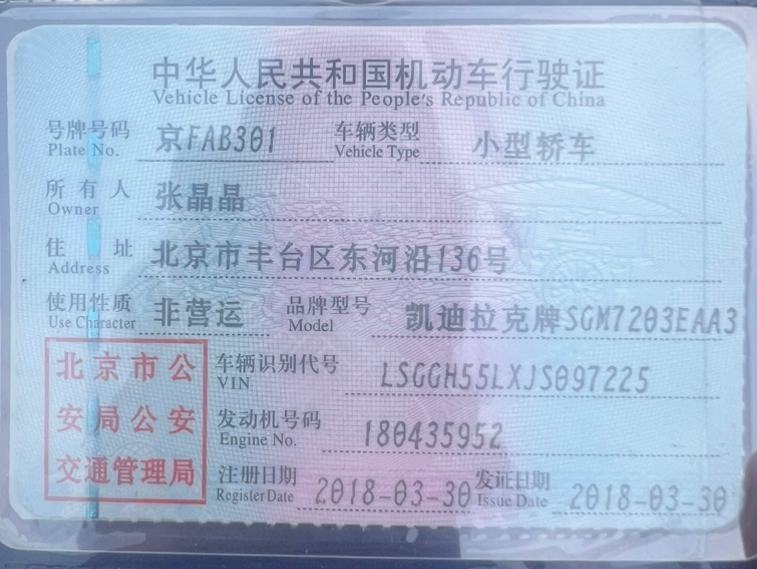 中华人民共和国机动车行驶证
Vehicle License of the People's Republic of China
号牌号码 京FAB301 车辆类型 小型轿车
Plate No. Vehicle Type
所有人 张晶晶
Owner
住址 北京市丰台区东河沿136号
Address
使用性质 非营运 品牌型号 凯迪拉克牌SGM7203EAA3
Use Character Model
北京市公
安局公安
交通管理局
车辆识别代号 LSGGH55LXJS097225
VIN
发动机号码 180435952
Engine No.
注册日期 2018-03-30 发证日期 2018-03-30
Register Date Issue Date